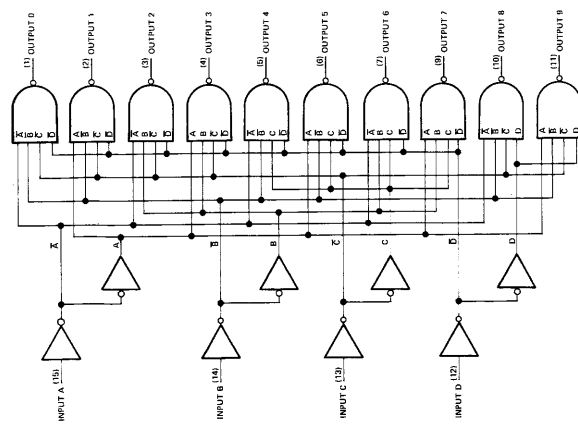 (1) OUTPUT 0
(2) OUTPUT 1
(3) OUTPUT 2
(4) OUTPUT 3
(5) OUTPUT 4
(6) OUTPUT 5
(7) OUTPUT 6
(9) OUTPUT 7
(10) OUTPUT 8
(11) OUTPUT 9
A̅ B̅ C̅ D̅
A B̅ C̅ D̅
A̅ B C̅ D̅
A B C̅ D̅
A̅ B̅ C D̅
A B̅ C D̅
A̅ B C D̅
A B C D̅
A̅ B̅ C̅ D
A B̅ C̅ D
A̅
A
B̅
B
C̅
C
D̅
D
INPUT A (15)
INPUT B (14)
INPUT C (13)
INPUT D (12)